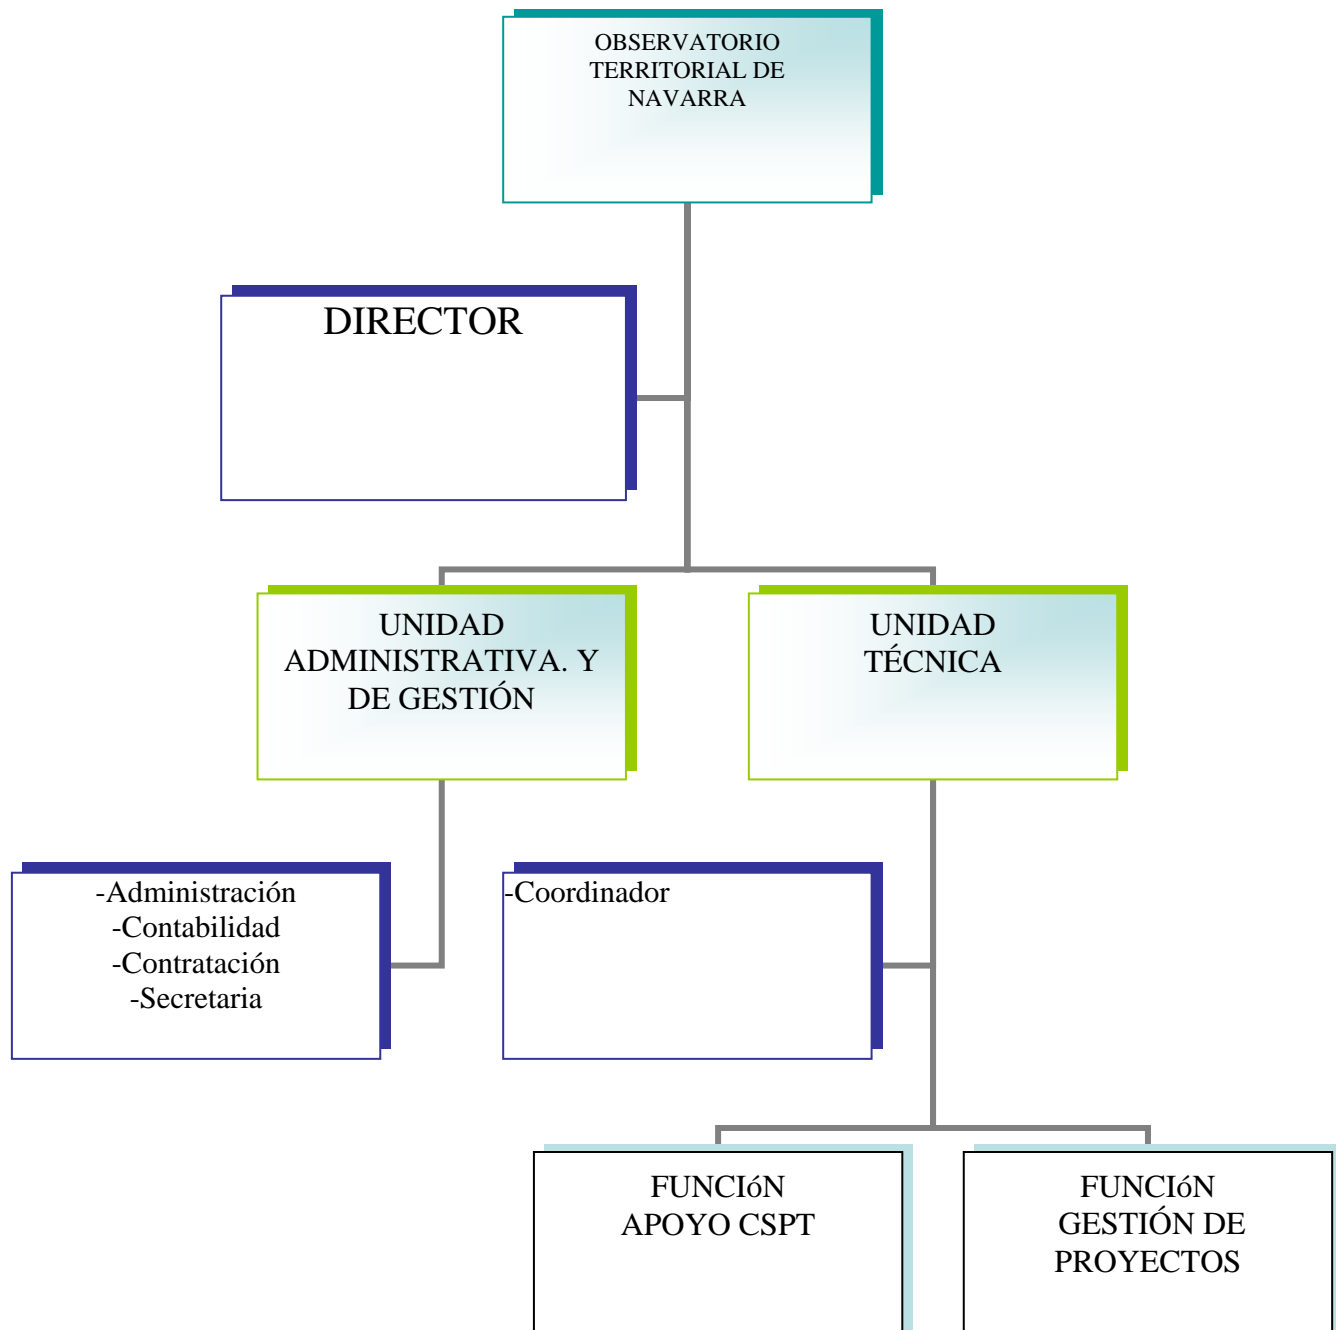 OBSERVATORIO
TERRITORIAL DE
NAVARRA
DIRECTOR
UNIDAD
ADMINISTRATIVA. Y
DE GESTIÓN
UNIDAD
TÉCNICA
-Administración
-Contabilidad
-Contratación
-Secretaria
-Coordinador
FUNCIóN
APOYO CSPT
FUNCIóN
GESTIÓN DE
PROYECTOS